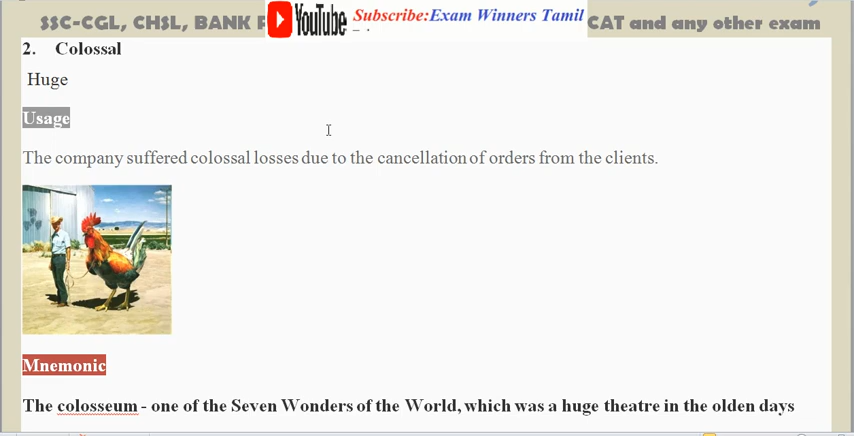 SSC-CGL, CHSL, BANK
YouTube
Subscribe:Exam Winners Tamil
CAT and any other exam
2. Colossal
Huge
Usage
The company suffered colossal losses due to the cancellation of orders from the clients.
Mnemonic
The colosseum - one of the Seven Wonders of the World, which was a huge theatre in the olden days